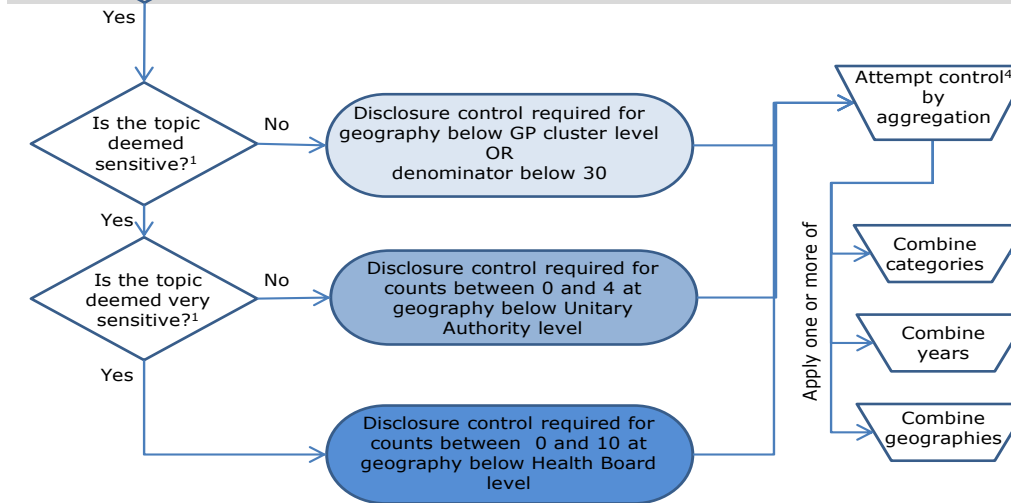 Yes
Is the topic
deemed
sensitive?¹
No
Disclosure control required for
geography below GP cluster level
OR
denominator below 30
Attempt control⁴
by
aggregation
Yes
Is the topic
deemed very
sensitive?¹
No
Disclosure control required for
counts between 0 and 4 at
geography below Unitary
Authority level
Apply one or more of
Combine
categories
Combine
years
Combine
geographies
Yes
Disclosure control required for
counts between  0 and 10 at
geography below Health Board
level